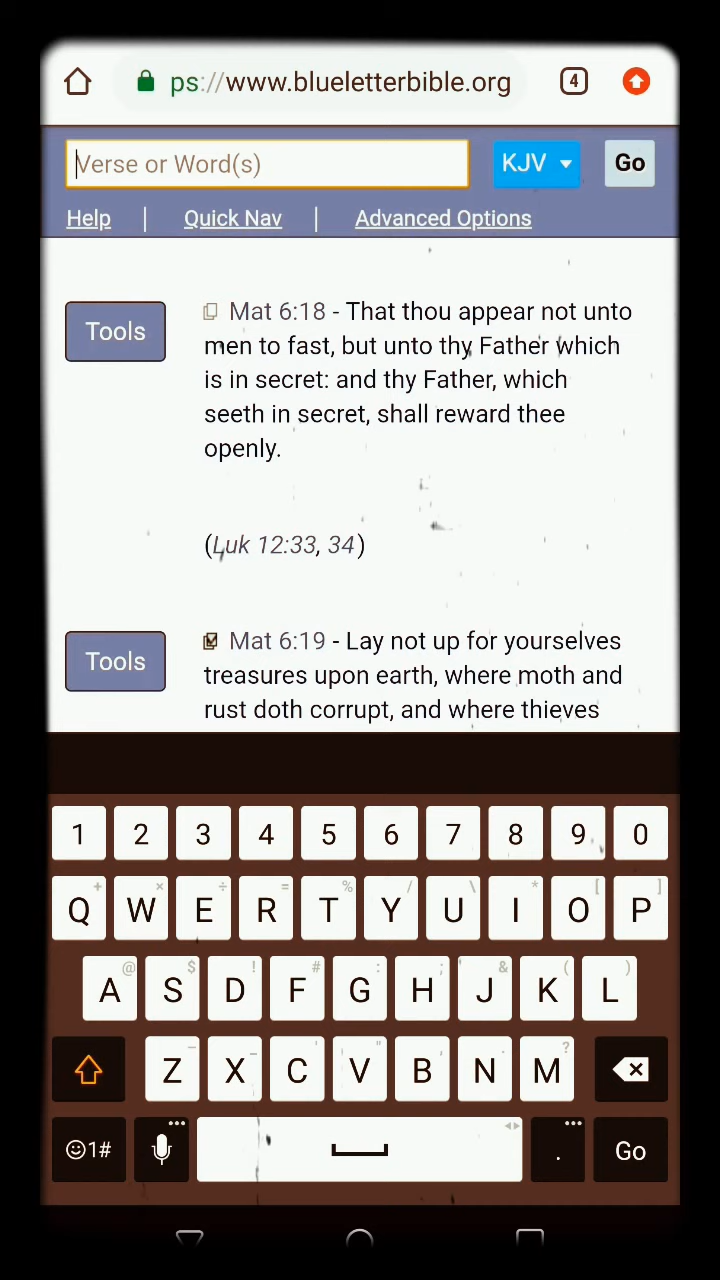 4
ps://www.blueletterbible.org
Verse or Word(s)
KJV
Go
Help | Quick Nav | Advanced Options
Tools
Mat 6:18 - That thou appear not unto
men to fast, but unto thy Father which
is in secret: and thy Father, which
seeth in secret, shall reward thee
openly.
(Luk 12:33, 34)
Tools
Mat 6:19 - Lay not up for yourselves
treasures upon earth, where moth and
rust doth corrupt, and where thieves
1 2 3 4 5 6 7 8 9 0
+ × ÷ = % / \ * [ ]
Q W E R T Y U I O P
@ $ ! # : ; & ( )
A S D F G H J K L
Z X C V B N M ?
1#
.
Go